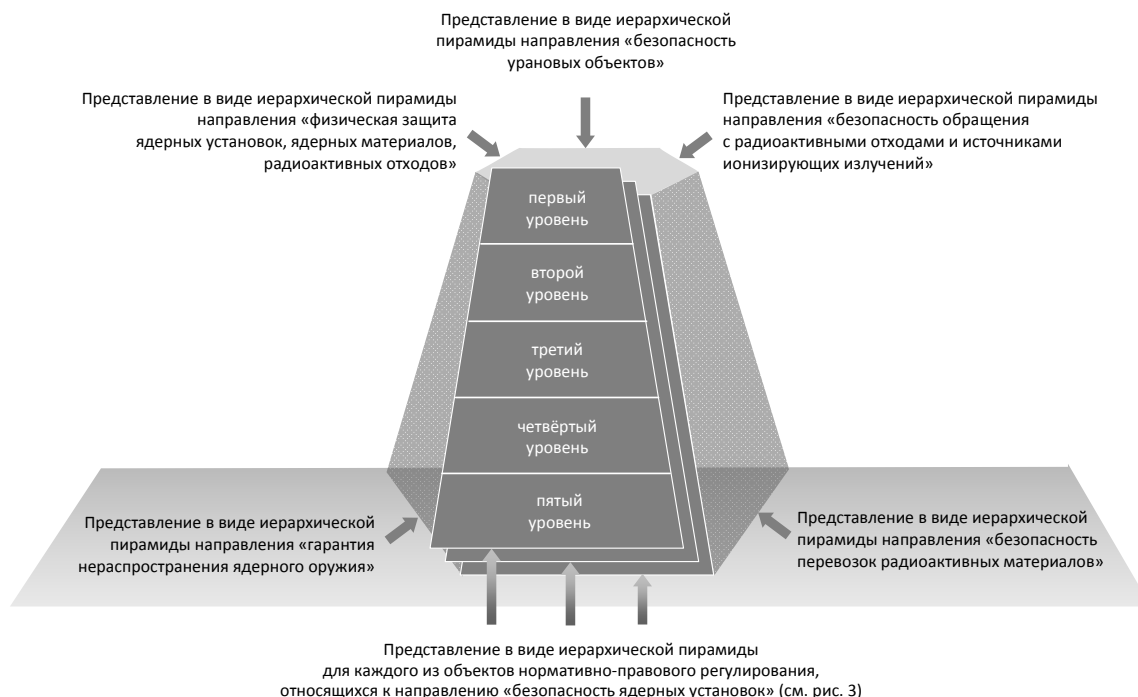 Представление в виде иерархической
пирамиды направления «безопасность
урановых объектов»
Представление в виде иерархической пирамиды
направления «физическая защита
ядерных установок, ядерных материалов,
радиоактивных отходов»
Представление в виде иерархической пирамиды
направления «безопасность обращения
с радиоактивными отходами и источниками
ионизирующих излучений»
первый
уровень
второй
уровень
третий
уровень
четвёртый
уровень
пятый
уровень
Представление в виде иерархической
пирамиды направления «гарантия
нераспространения ядерного оружия»
Представление в виде иерархической
пирамиды направления «безопасность
перевозок радиоактивных материалов»
Представление в виде иерархической пирамиды
для каждого из объектов нормативно-правового регулирования,
относящихся к направлению «безопасность ядерных установок» (см. рис. 3)